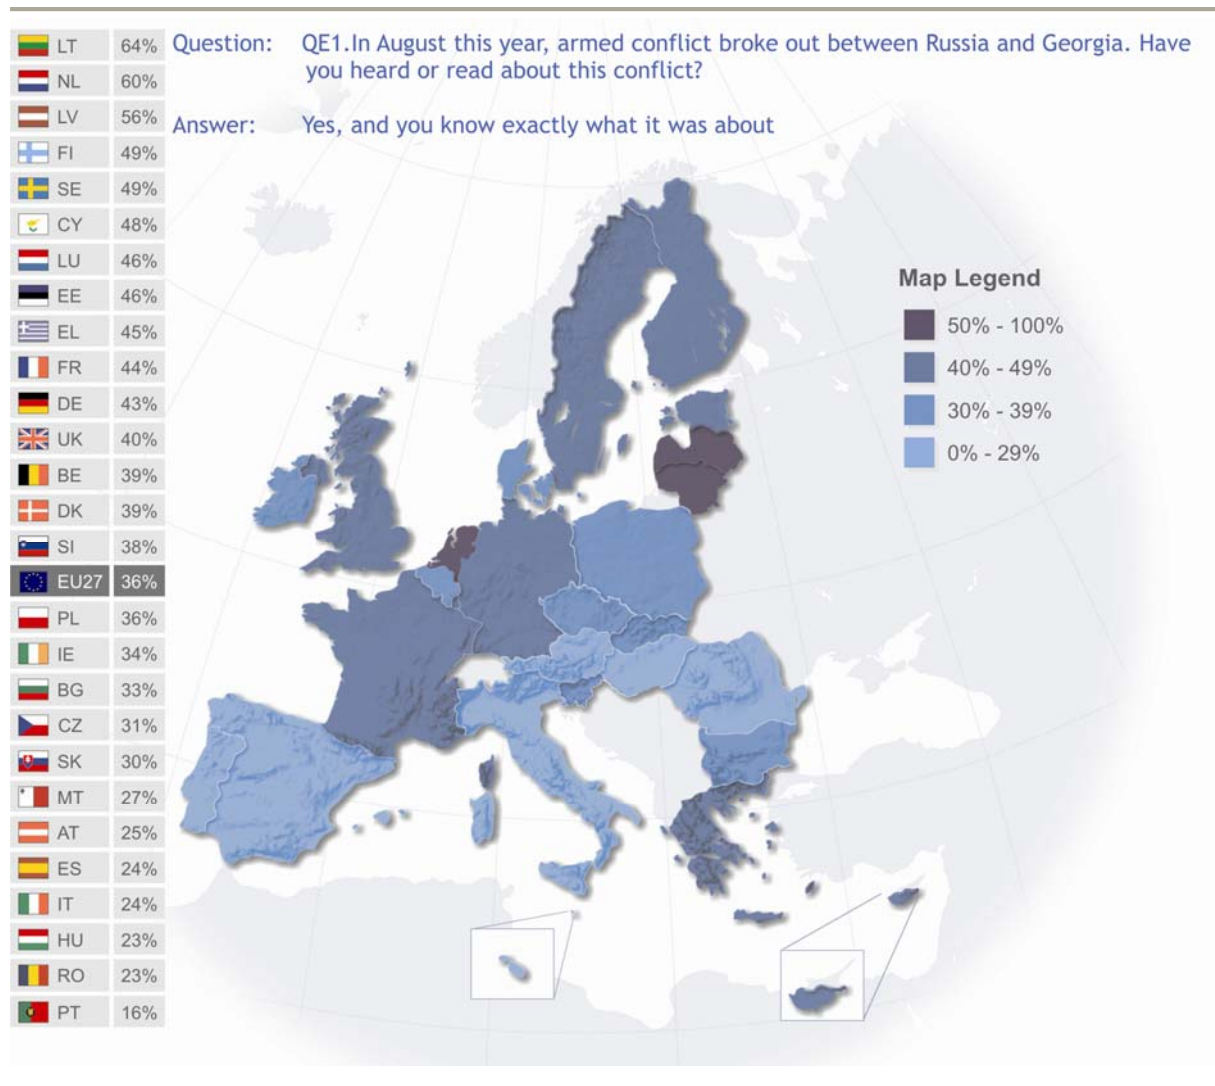 Question: QE1.In August this year, armed conflict broke out between Russia and Georgia. Have
you heard or read about this conflict?
Answer: Yes, and you know exactly what it was about
LT 64%
NL 60%
LV 56%
FI 49%
SE 49%
CY 48%
LU 46%
EE 46%
EL 45%
FR 44%
DE 43%
UK 40%
BE 39%
DK 39%
SI 38%
EU27 36%
PL 36%
IE 34%
BG 33%
CZ 31%
SK 30%
MT 27%
AT 25%
ES 24%
IT 24%
HU 23%
RO 23%
PT 16%
Map Legend
50% - 100%
40% - 49%
30% - 39%
0% - 29%